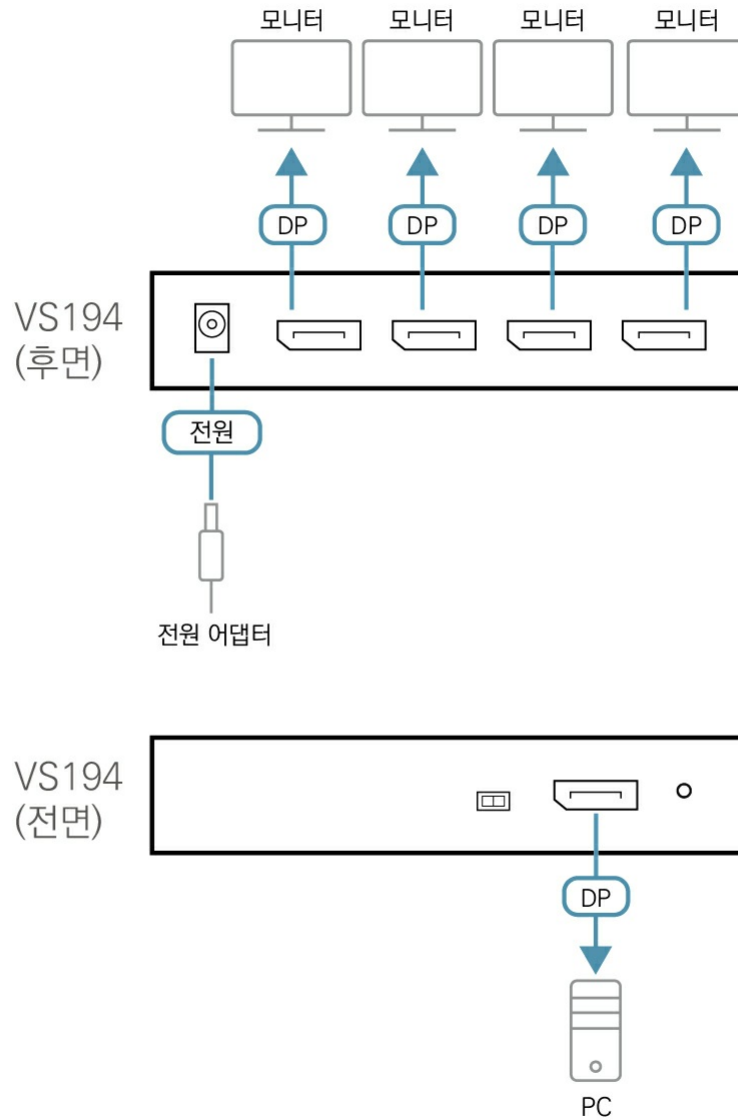 모니터 모니터 모니터 모니터
DP DP DP DP
VS194
(후면)
전원
전원 어댑터
VS194
(전면)
DP
PC